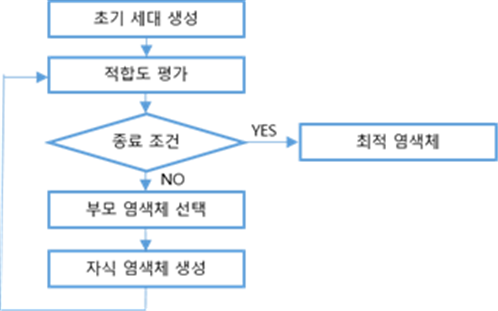 초기 세대 생성
적합도 평가
종료 조건
YES
최적 염색체
NO
부모 염색체 선택
자식 염색체 생성